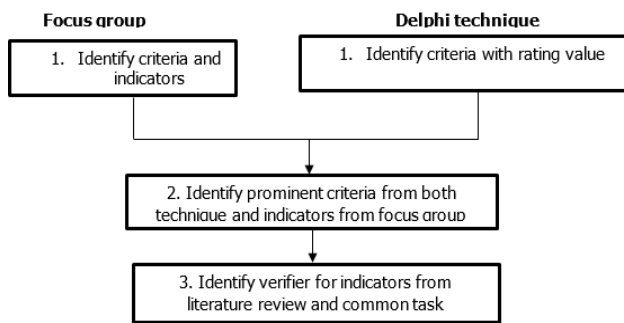 Focus group
Delphi technique
1. Identify criteria and
indicators
1. Identify criteria with rating value
2. Identify prominent criteria from both
technique and indicators from focus group
3. Identify verifier for indicators from
literature review and common task